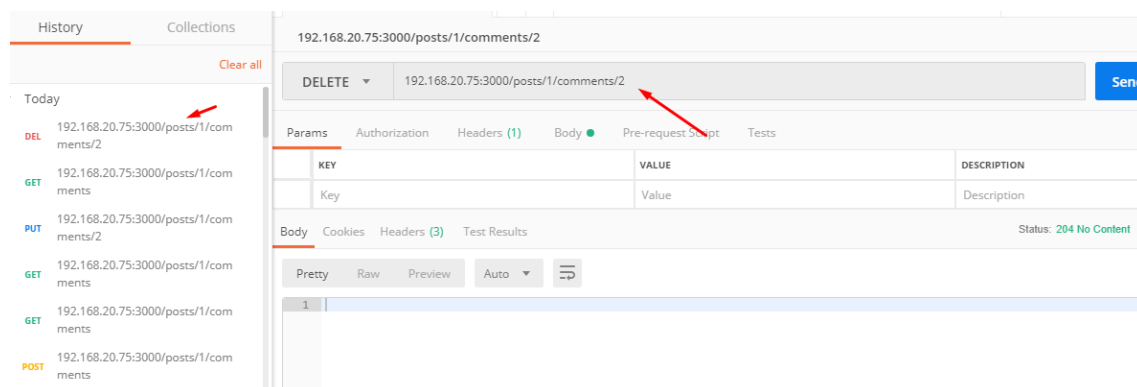 History Collections
Clear all
Today
DEL 192.168.20.75:3000/posts/1/com
ments/2
GET 192.168.20.75:3000/posts/1/com
ments
PUT 192.168.20.75:3000/posts/1/com
ments/2
GET 192.168.20.75:3000/posts/1/com
ments
GET 192.168.20.75:3000/posts/1/com
ments
POST 192.168.20.75:3000/posts/1/com
ments
192.168.20.75:3000/posts/1/comments/2
DELETE 192.168.20.75:3000/posts/1/comments/2 Sen
Params Authorization Headers (1) Body Pre-request Script Tests
KEY VALUE DESCRIPTION
Key Value Description
Body Cookies Headers (3) Test Results Status: 204 No Content
Pretty Raw Preview Auto
1